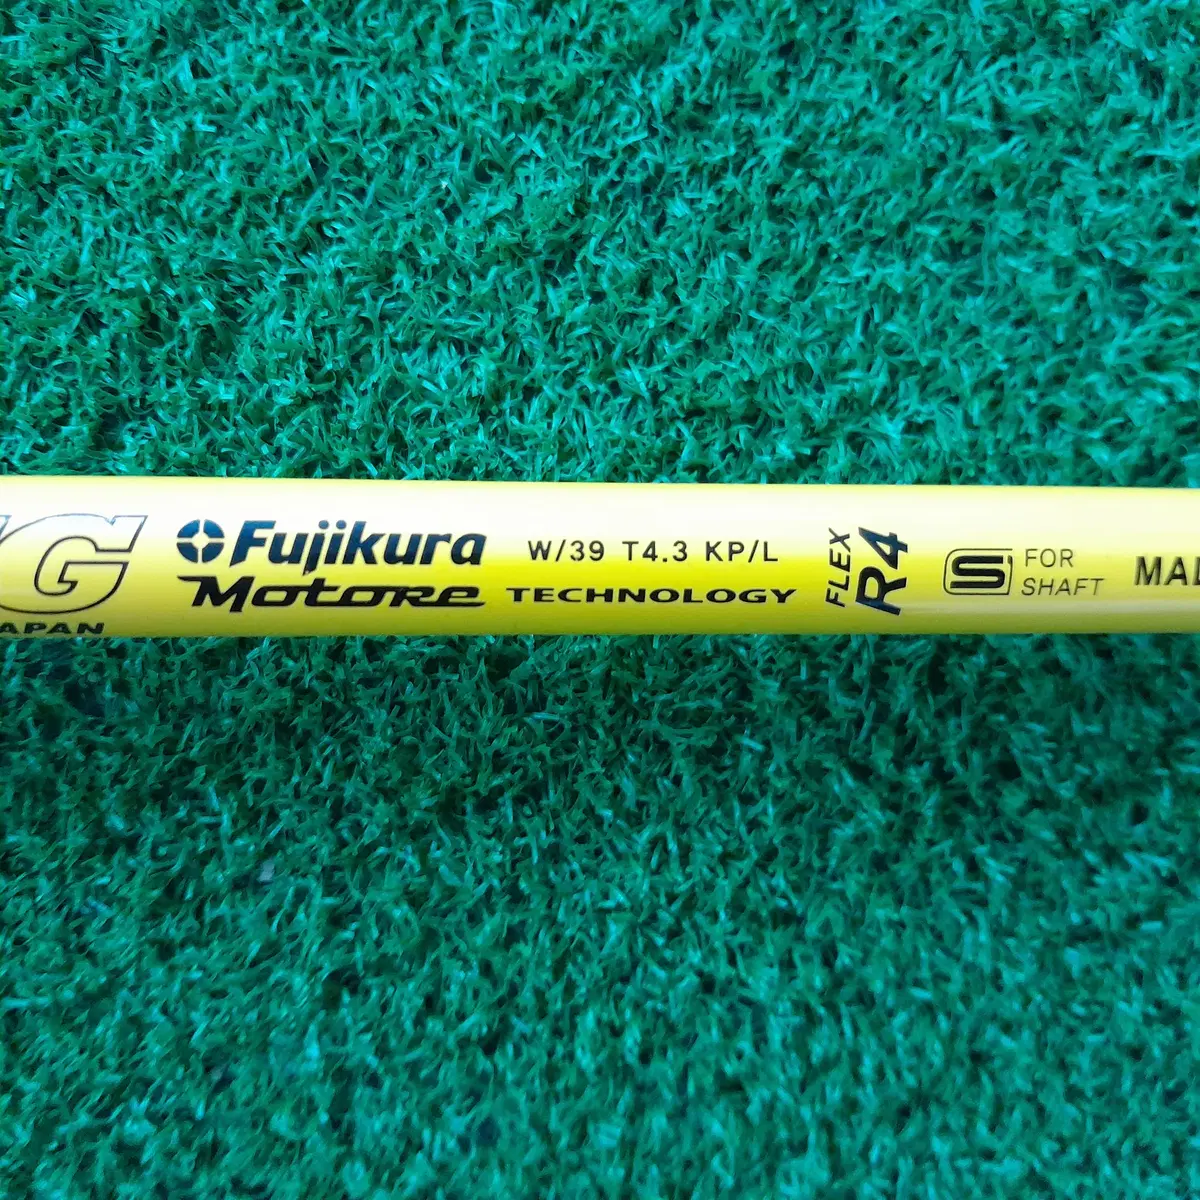 G
Fujikura W/39 T4.3 KP/L
Motore TECHNOLOGY
FLEX
R4
S FOR
SHAFT